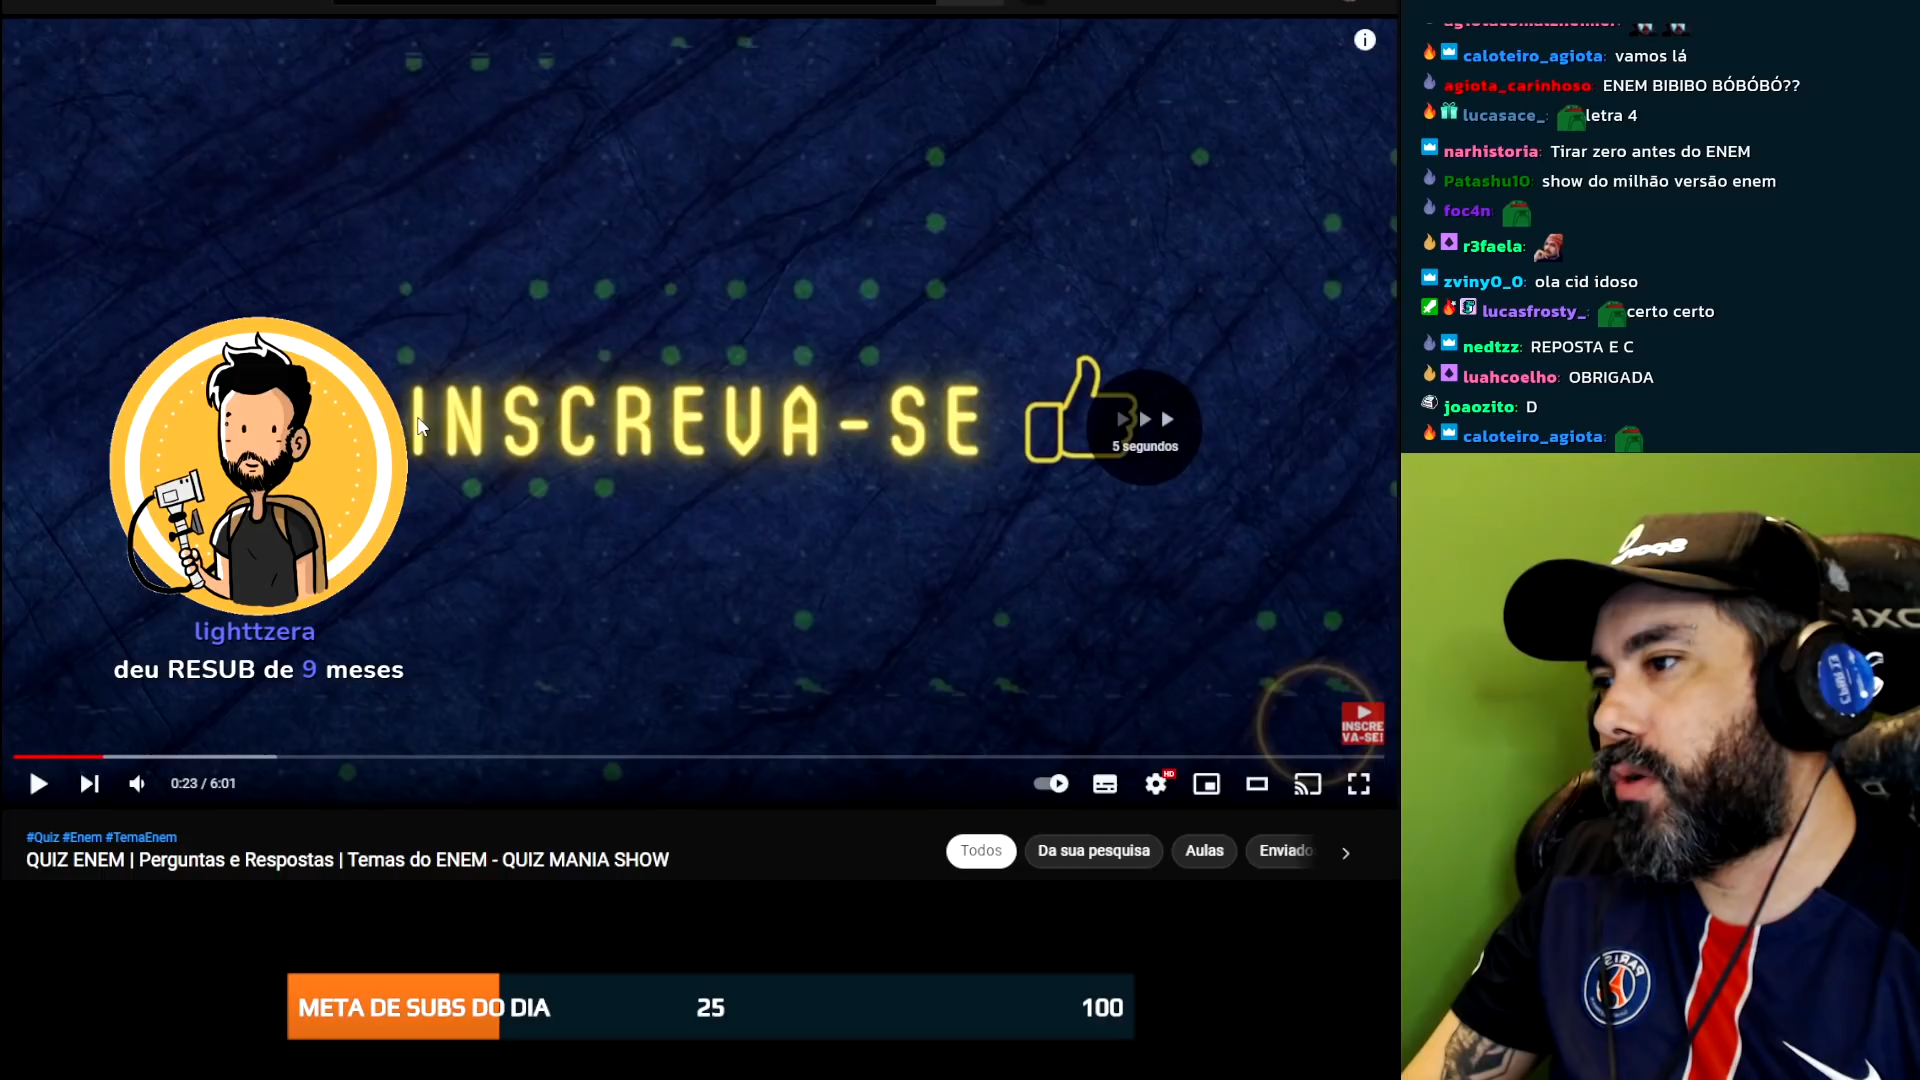 caloteiro_agiota: vamos lá
agiota_carinhoso: ENEM BIBIBO BÓBÓBÓ??
lucasace_: letra 4
narhistoria: Tirar zero antes do ENEM
Patashu10: show do milhão versão enem
foc4n:
r3faela:
zviny0_0: ola cid idoso
lucasfrosty_: certo certo
nedtzz: REPOSTA E C
luahcoelho: OBRIGADA
joaozito: D
caloteiro_agiota:
INSCREVA-SE
5 segundos
lighttzera
deu RESUB de 9 meses
INSCRE
VA-SE!
0:23 / 6:01
HD
#Quiz #Enem #TemaEnem
QUIZ ENEM | Perguntas e Respostas | Temas do ENEM - QUIZ MANIA SHOW
Todos
Da sua pesquisa
Aulas
Enviado
META DE SUBS DO DIA 25 100
PARIS